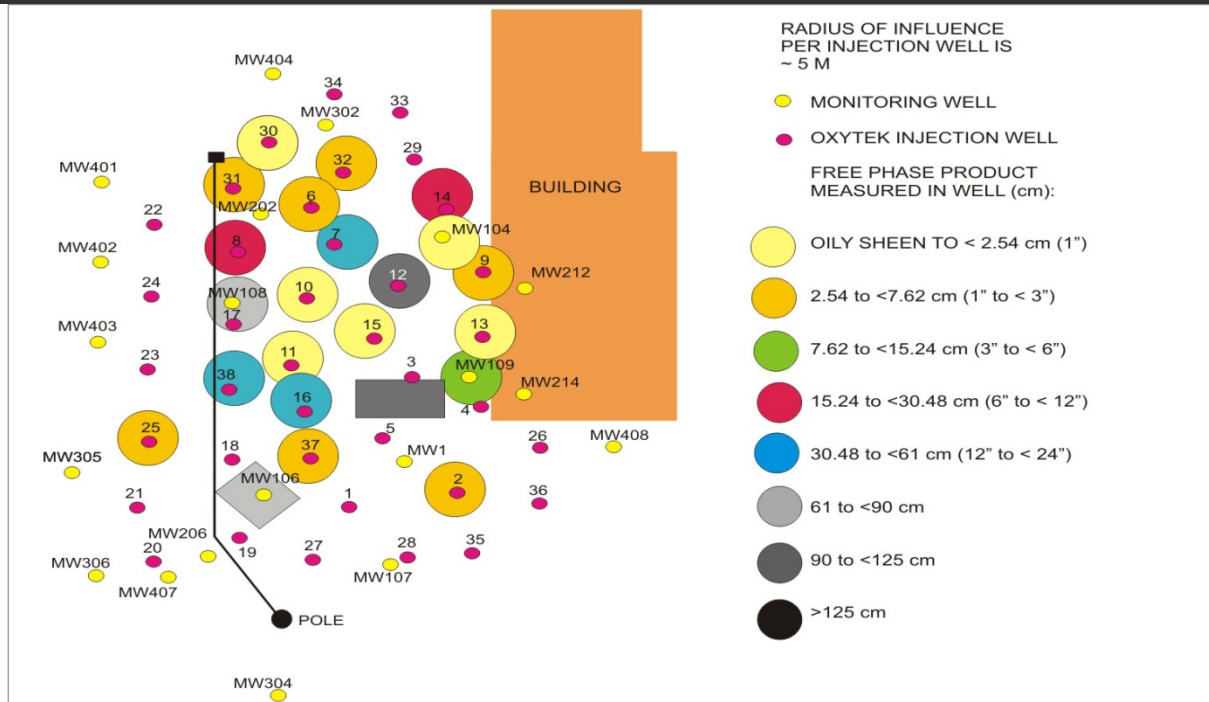 RADIUS OF INFLUENCE
PER INJECTION WELL IS
~ 5 M
MONITORING WELL
OXYTEK INJECTION WELL
FREE PHASE PRODUCT
MEASURED IN WELL (cm):
OILY SHEEN TO < 2.54 cm (1”)
2.54 to <7.62 cm (1” to < 3”)
7.62 to <15.24 cm (3” to < 6”)
15.24 to <30.48 cm (6” to < 12”)
30.48 to <61 cm (12” to < 24”)
61 to <90 cm
90 to <125 cm
>125 cm
MW404
34
33
MW302
30
32
29
MW401
31
14
BUILDING
6
MW202
22
7
MW104
8
MW402
9
12
MW212
24
10
MW108
17
15
13
MW403
23
11
3
MW109
38
MW214
16
4
25
5
26
MW408
18
37
MW1
MW305
MW106
2
21
1
36
MW206
20
19
27
28
35
MW306
MW407
MW107
POLE
MW304